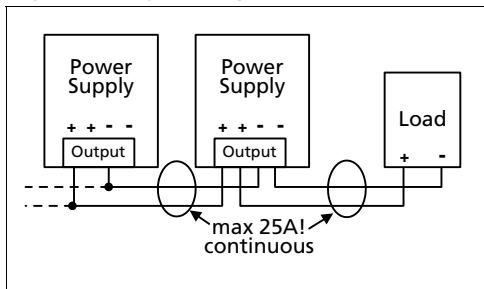 Power
Supply
+ + - -
Output
Power
Supply
+ + - -
Output
Load
+ -
max 25A!
continuous